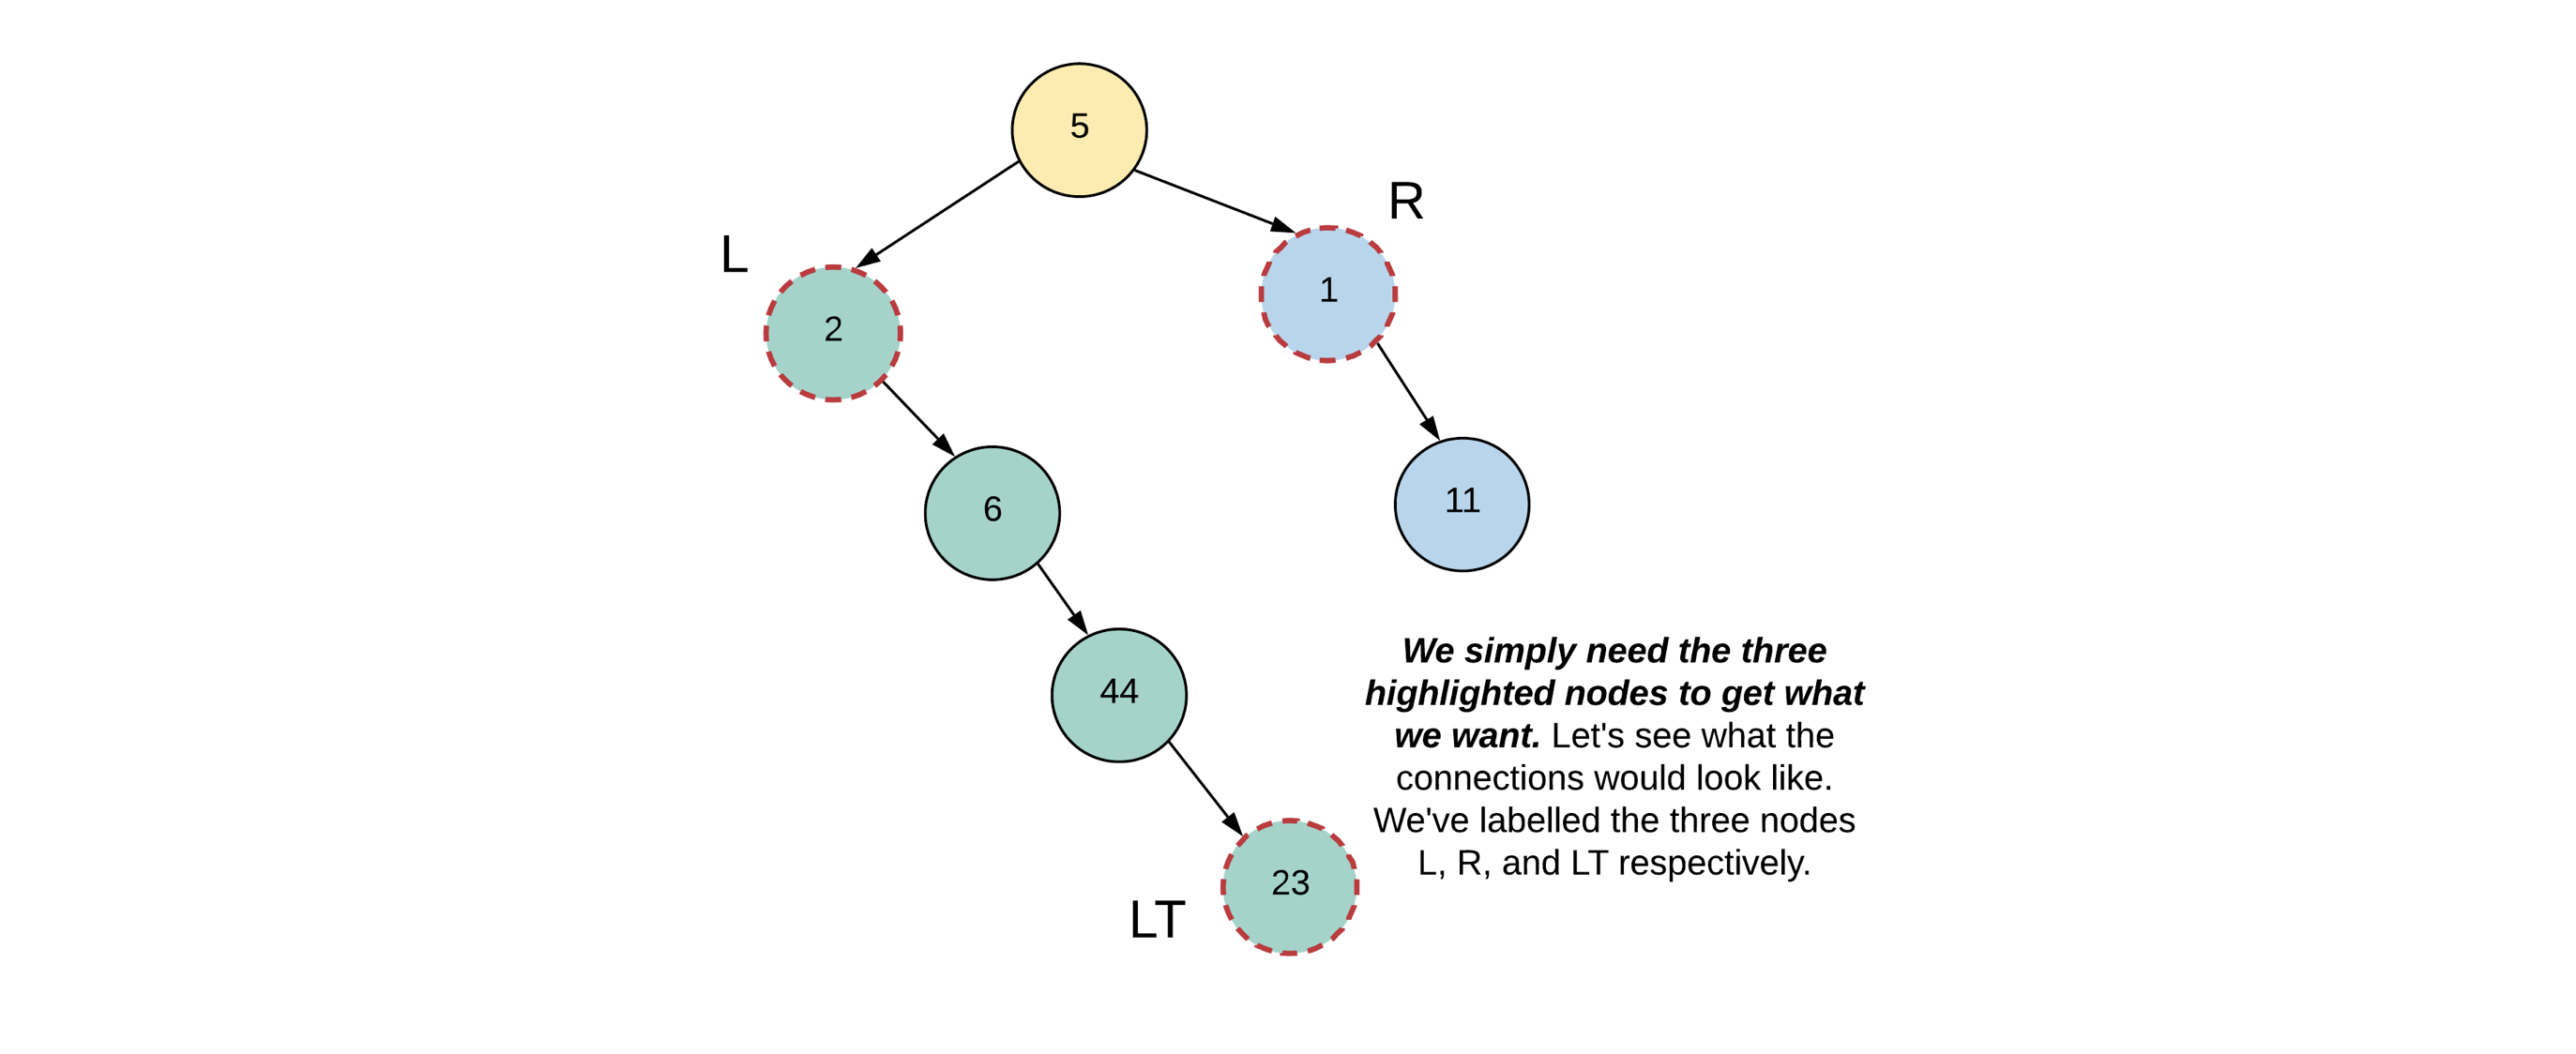 5
R
L
1
2
6
11
44
We simply need the three
highlighted nodes to get what
we want. Let's see what the
connections would look like.
We've labelled the three nodes
L, R, and LT respectively.
23
LT